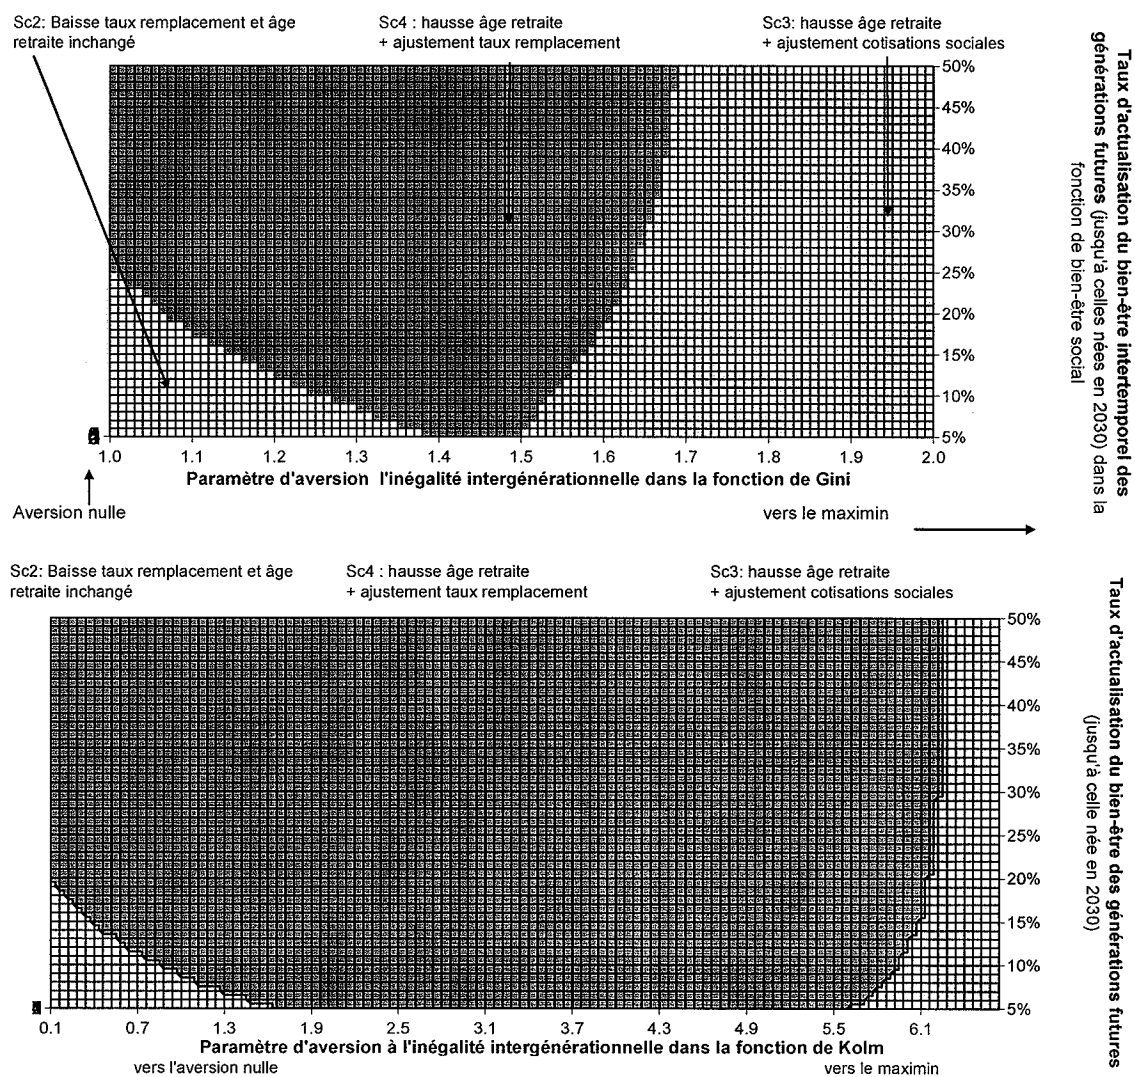 Sc2: Baisse taux remplacement et âge
retraite inchangé
Sc4 : hausse âge retraite
+ ajustement taux remplacement
Sc3: hausse âge retraite
+ ajustement cotisations sociales
50%
45%
40%
35%
30%
25%
20%
15%
10%
5%
1.0 1.1 1.2 1.3 1.4 1.5 1.6 1.7 1.8 1.9 2.0
Paramètre d'aversion l'inégalité intergénérationnelle dans la fonction de Gini
Aversion nulle
vers le maximin
Taux d'actualisation du bien-être intertemporel des
générations futures (jusqu'à celles nées en 2030) dans la
fonction de bien-être social
Sc2: Baisse taux remplacement et âge
retraite inchangé
Sc4 : hausse âge retraite
+ ajustement taux remplacement
Sc3: hausse âge retraite
+ ajustement cotisations sociales
50%
45%
40%
35%
30%
25%
20%
15%
10%
5%
0.1 0.7 1.3 1.9 2.5 3.1 3.7 4.3 4.9 5.5 6.1
Paramètre d'aversion à l'inégalité intergénérationnelle dans la fonction de Kolm
vers l'aversion nulle
vers le maximin
Taux d'actualisation du bien-être des générations futures
(jusqu'à celle née en 2030)